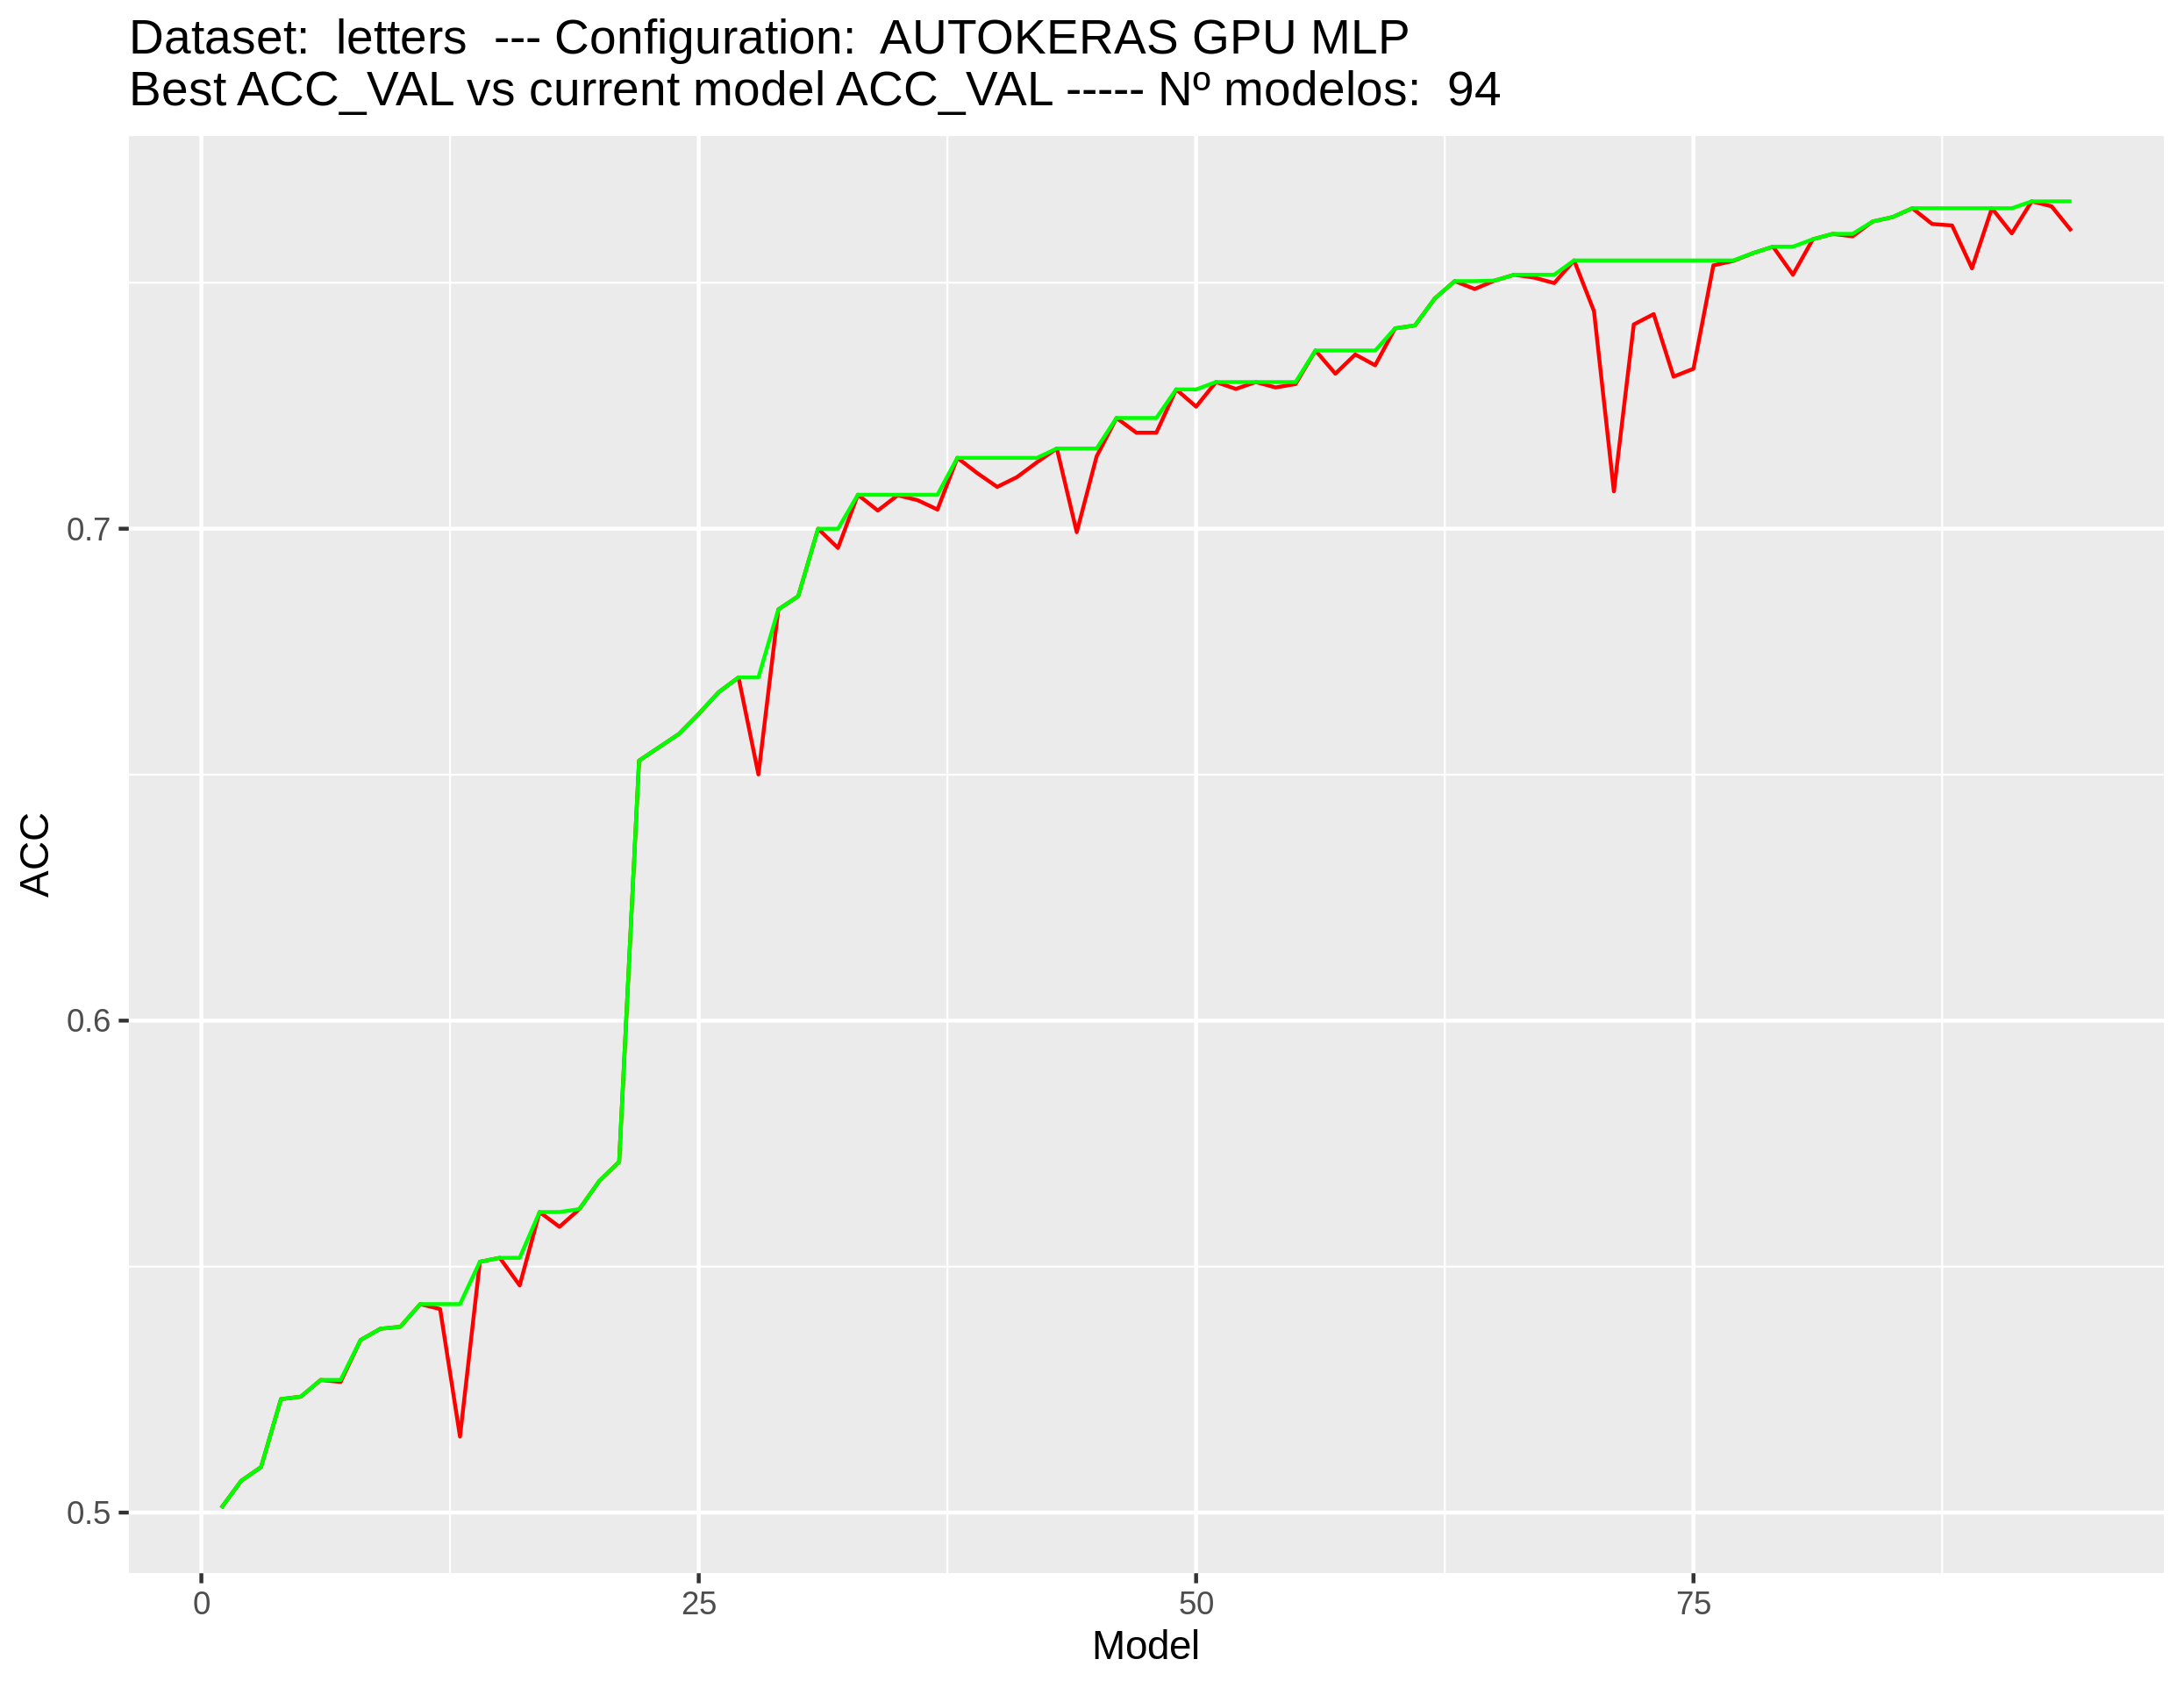 Dataset:  letters  --- Configuration:  AUTOKERAS GPU MLP
Best ACC_VAL vs current model ACC_VAL ----- Nº modelos:  94
ACC
0.7
0.6
0.5
0 25 50 75
Model